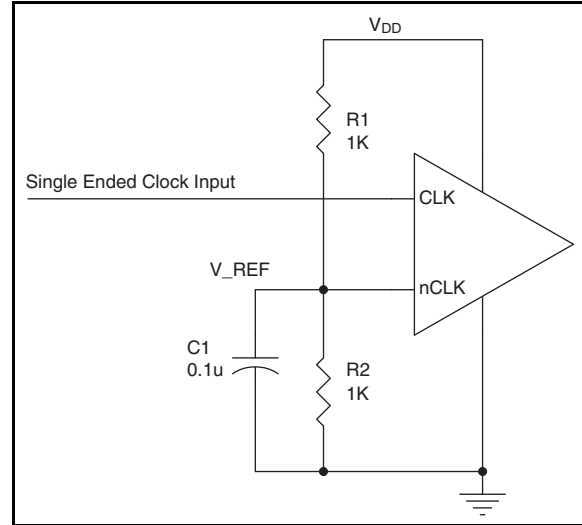 VDD
R1
1K
Single Ended Clock Input
CLK
V_REF
nCLK
C1
0.1u
R2
1K